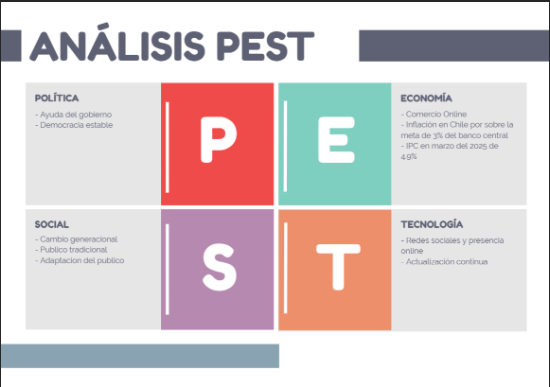 ANÁLISIS PEST
POLÍTICA
- Ayuda del gobierno
- Democracia estable
P
E
ECONOMÍA
- Comercio Online
- Inflación en Chile por sobre la
meta de 3% del banco central
- IPC en marzo del 2025 de
4.9%
SOCIAL
- Cambio generacional
- Publico tradicional
- Adaptacion del publico
S
T
TECNOLOGÍA
- Redes sociales y presencia
online
- Actualización continua